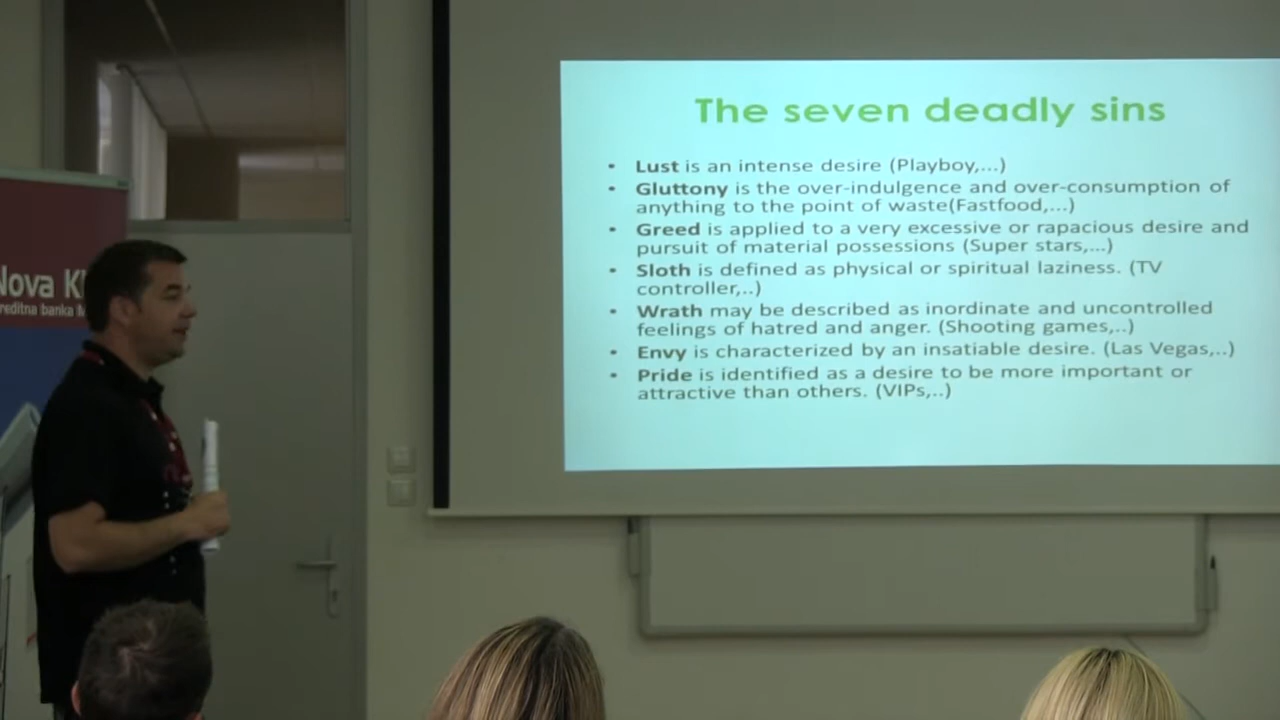 The seven deadly sins
• Lust is an intense desire (Playboy,...)
• Gluttony is the over-indulgence and over-consumption of
anything to the point of waste(Fastfood,...)
• Greed is applied to a very excessive or rapacious desire and
pursuit of material possessions (Super stars,...)
• Sloth is defined as physical or spiritual laziness. (TV
controller,..)
• Wrath may be described as inordinate and uncontrolled
feelings of hatred and anger. (Shooting games,..)
• Envy is characterized by an insatiable desire. (Las Vegas,..)
• Pride is identified as a desire to be more important or
attractive than others. (VIPs,..)
Nova K
reditna banka M